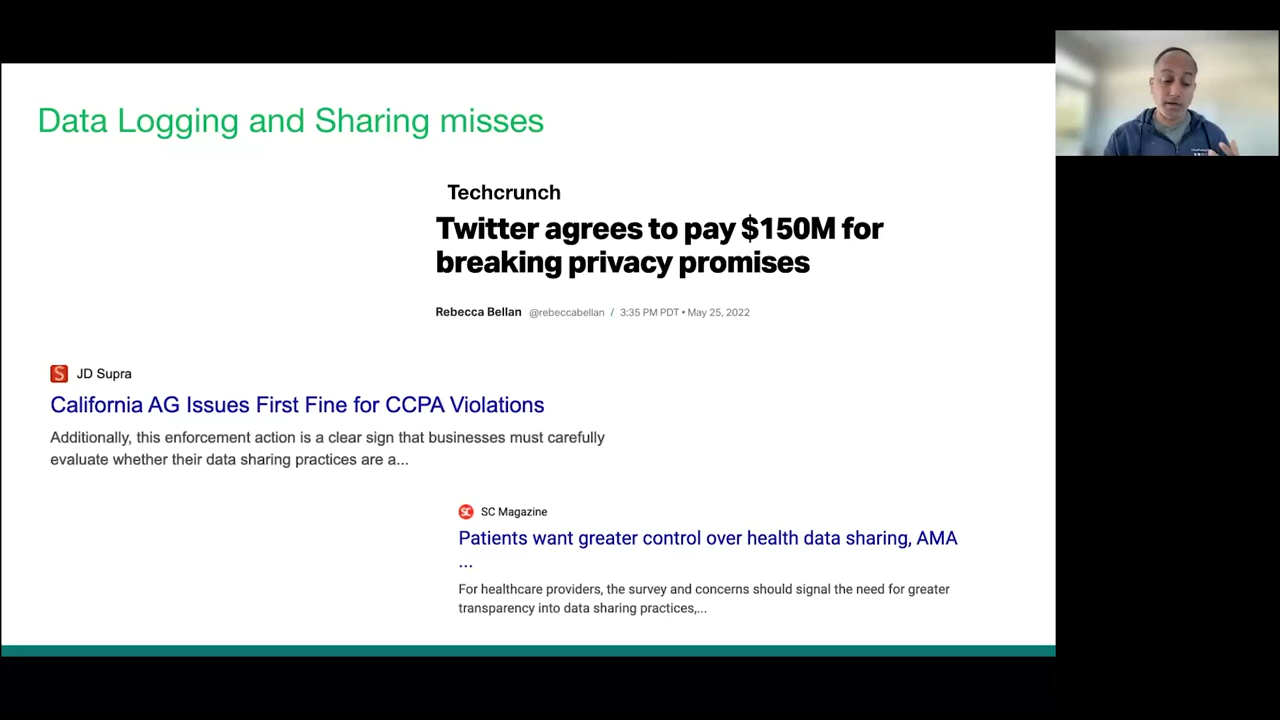 Data Logging and Sharing misses
Techcrunch
Twitter agrees to pay $150M for
breaking privacy promises
Rebecca Bellan @rebeccabellan / 3:35 PM PDT • May 25, 2022
JD Supra
California AG Issues First Fine for CCPA Violations
Additionally, this enforcement action is a clear sign that businesses must carefully
evaluate whether their data sharing practices are a...
SC Magazine
Patients want greater control over health data sharing, AMA
...
For healthcare providers, the survey and concerns should signal the need for greater
transparency into data sharing practices,...